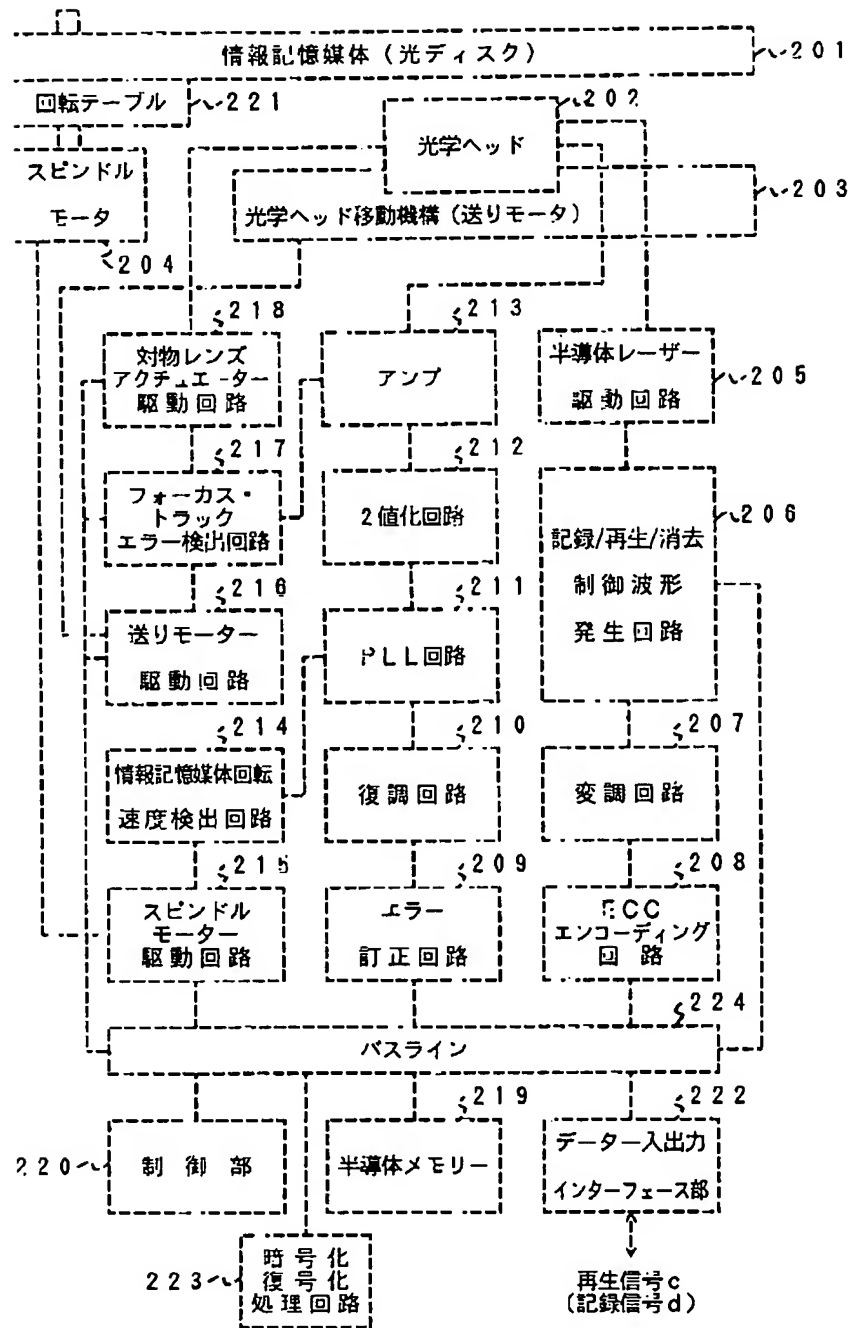 情報記憶媒体(光ディスク)
201
回転テーブル
221
202
光学ヘッド
スピンドル
モータ
203
光学ヘッド移動機構(送りモータ)
204
218
213
対物レンズ
アクチュエーター
駆動回路
アンプ
半導体レーザー
駆動回路
205
217
212
フォーカス・
トラック
エラー検出回路
2値化回路
記録/再生/消去
制御波形
発生回路
206
216
211
送りモーター
駆動回路
PLL回路
214
210
207
情報記憶媒体回転
速度検出回路
復調回路
変調回路
215
209
208
スピンドル
モーター
駆動回路
エラー
訂正回路
ECC
エンコーディング
回路
224
バスライン
219
222
220
制御部
半導体メモリー
データー入出力
インターフェース部
223
暗号化
復号化
処理回路
再生信号c
(記録信号d)